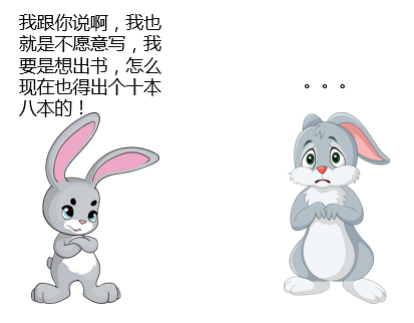 我跟你说啊，我也
就是不愿意写，我
要是想出书，怎么
现在也得出个十本
八本的！
。。。